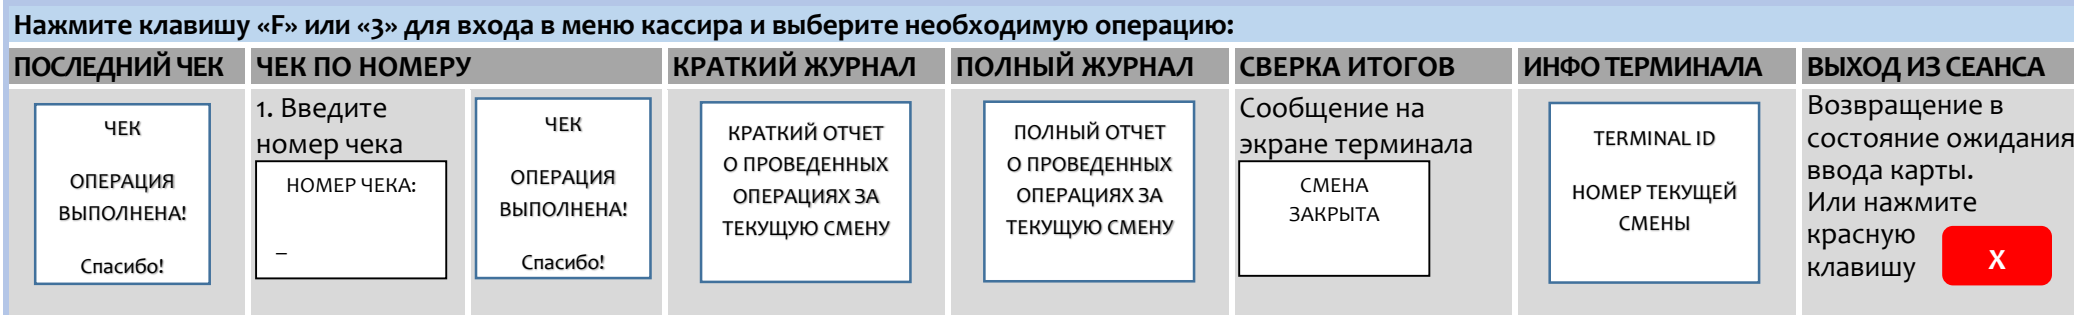 Нажмите клавишу «F» или «3» для входа в меню кассира и выберите необходимую операцию:
ПОСЛЕДНИЙ ЧЕК
ЧЕК
ОПЕРАЦИЯ
ВЫПОЛНЕНА!
Спасибо!
ЧЕК ПО НОМЕРУ
1. Введите
номер чека
НОМЕР ЧЕКА:
_
ЧЕК
ОПЕРАЦИЯ
ВЫПОЛНЕНА!
Спасибо!
КРАТКИЙ ЖУРНАЛ
КРАТКИЙ ОТЧЕТ
О ПРОВЕДЕННЫХ
ОПЕРАЦИЯХ ЗА
ТЕКУЩУЮ СМЕНУ
ПОЛНЫЙ ЖУРНАЛ
ПОЛНЫЙ ОТЧЕТ
О ПРОВЕДЕННЫХ
ОПЕРАЦИЯХ ЗА
ТЕКУЩУЮ СМЕНУ
СВЕРКА ИТОГОВ
Сообщение на
экране терминала
СМЕНА
ЗАКРЫТА
ИНФО ТЕРМИНАЛА
TERMINAL ID
НОМЕР ТЕКУЩЕЙ
СМЕНЫ
ВЫХОД ИЗ СЕАНСА
Возвращение в
состояние ожидания
ввода карты.
Или нажмите
красную
клавишу
X